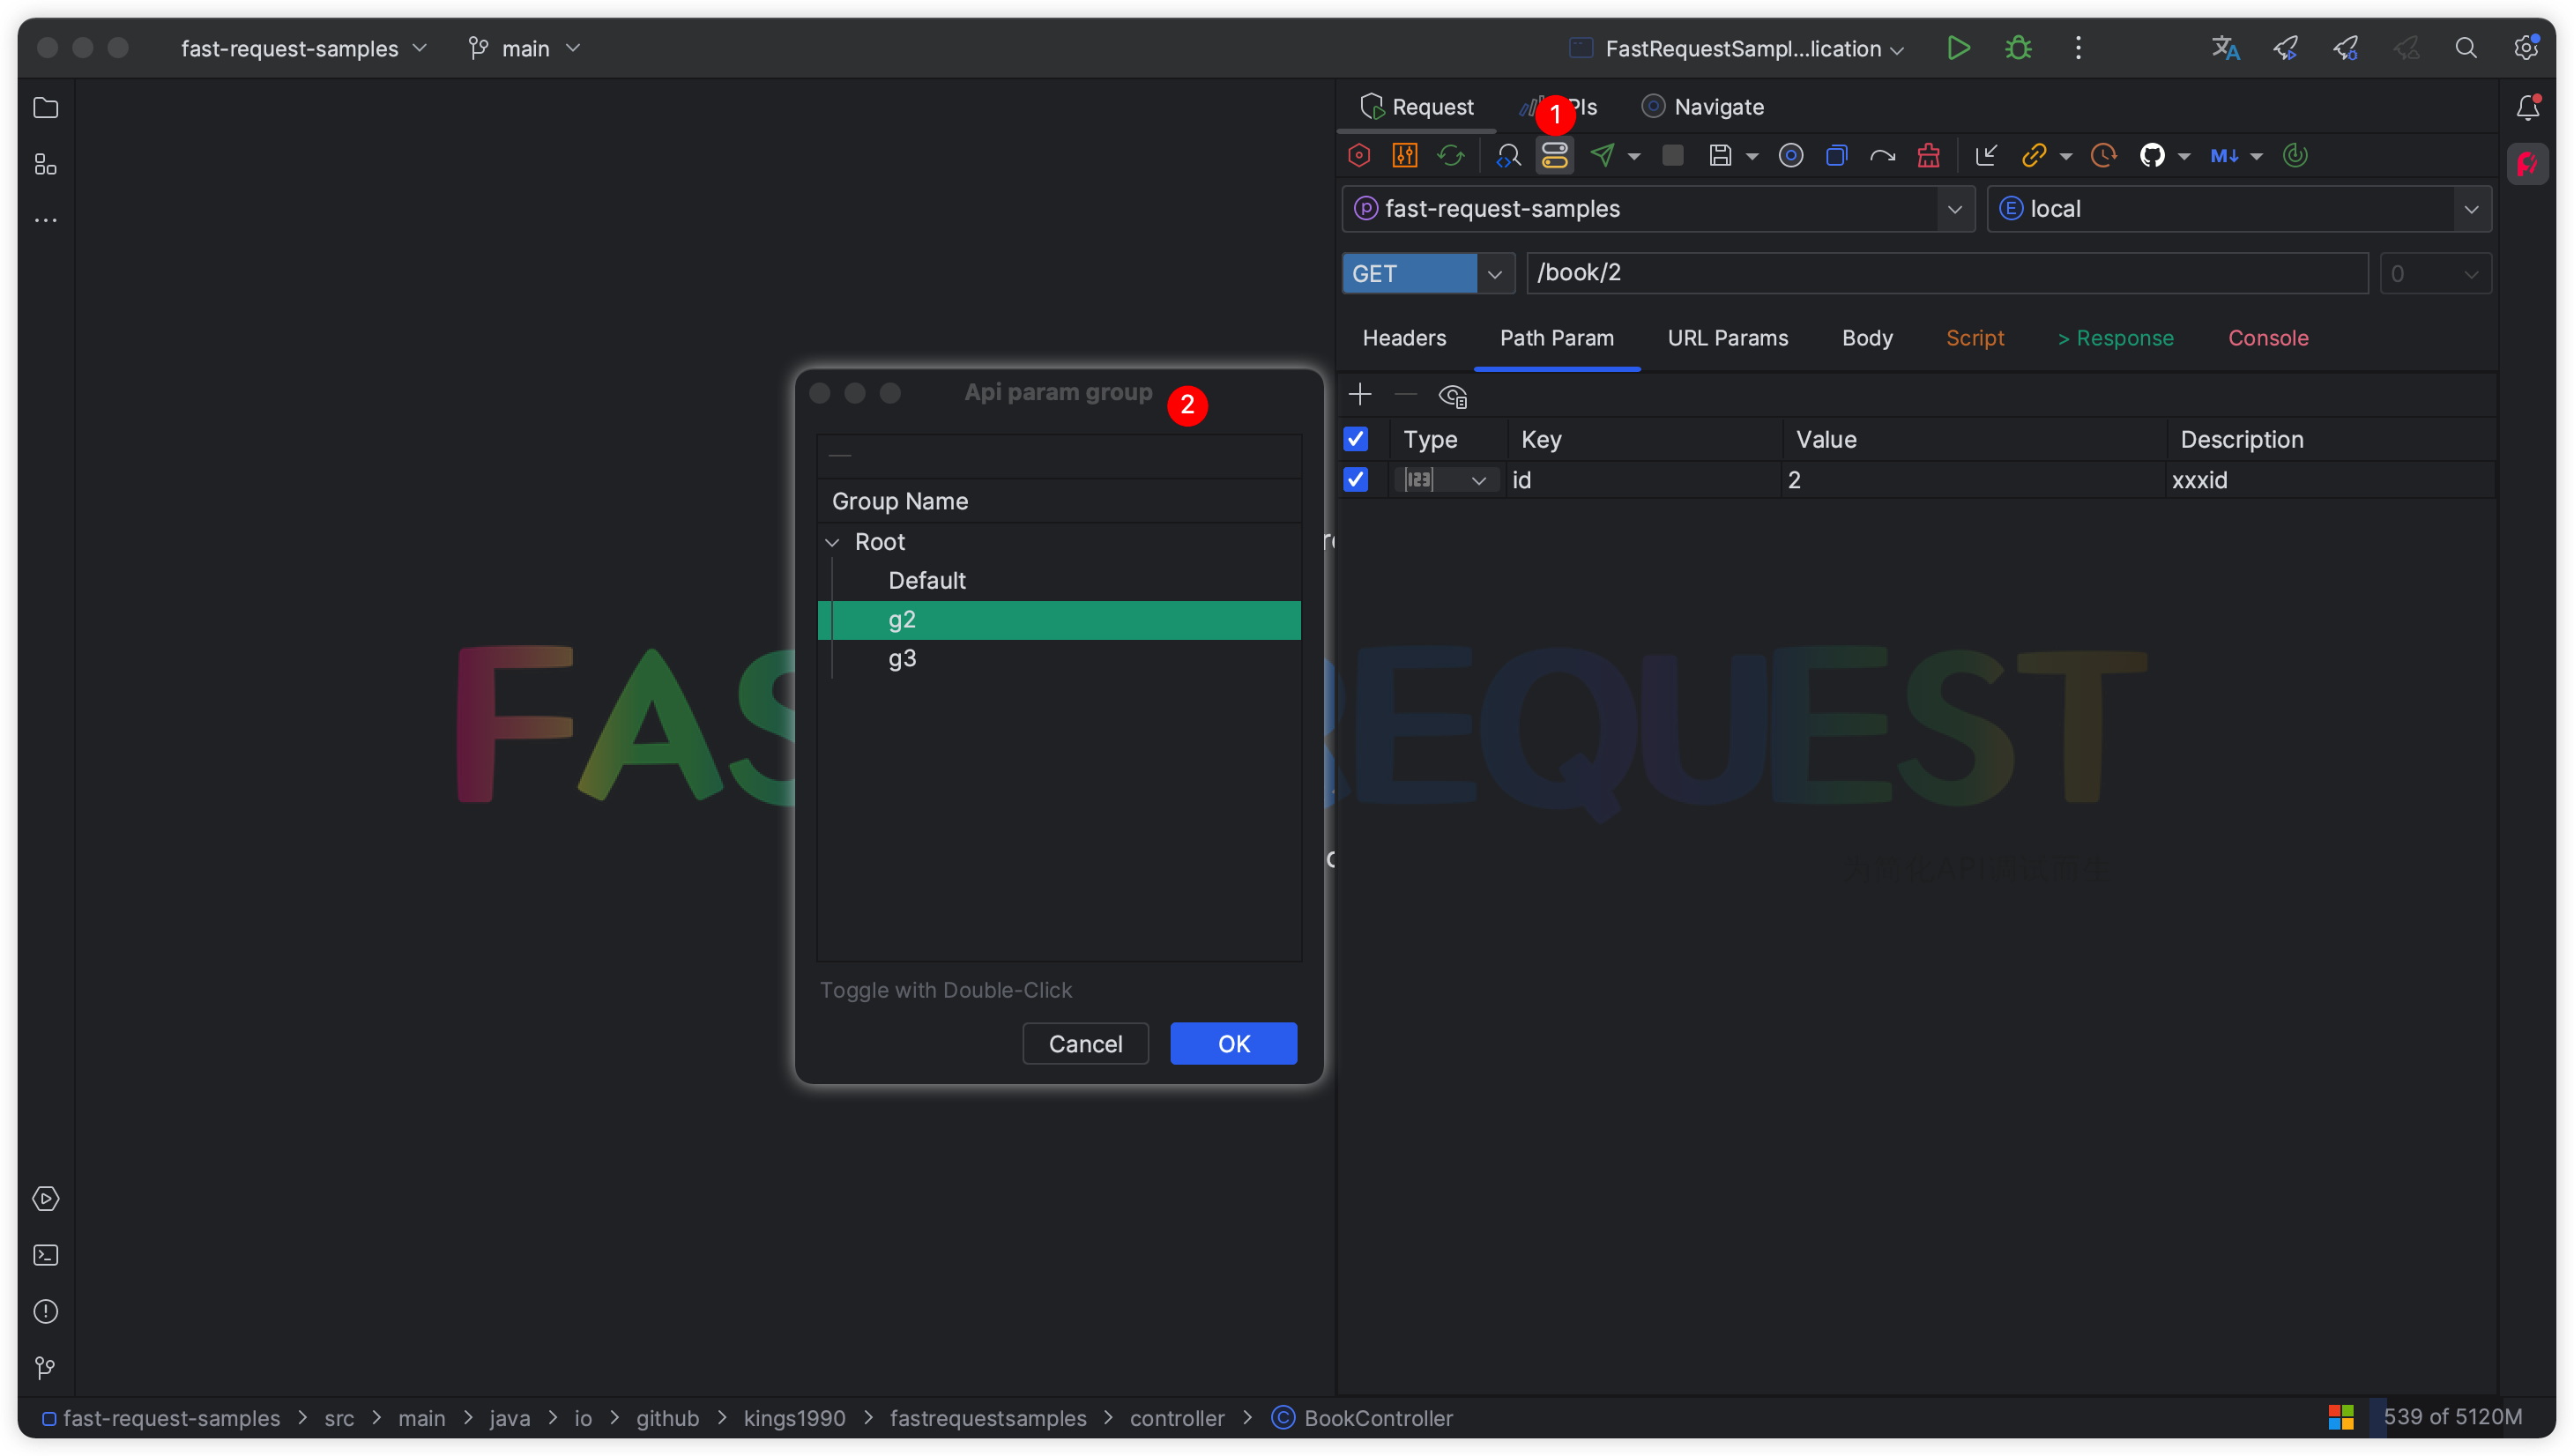 fast-request-samples
main
FastRequestSampl...lication
Request
PIs
Navigate
1
M↓
fast-request-samples
local
GET
/book/2
0
Headers
Path Param
URL Params
Body
Script
> Response
Console
Type
Key
Value
Description
id
2
xxxid
Api param group
2
Group Name
Root
Default
g2
g3
Toggle with Double-Click
Cancel
OK
FAS
REQUEST
fast-request-samples > src > main > java > io > github > kings1990 > fastrequestsamples > controller > BookController
539 of 5120M